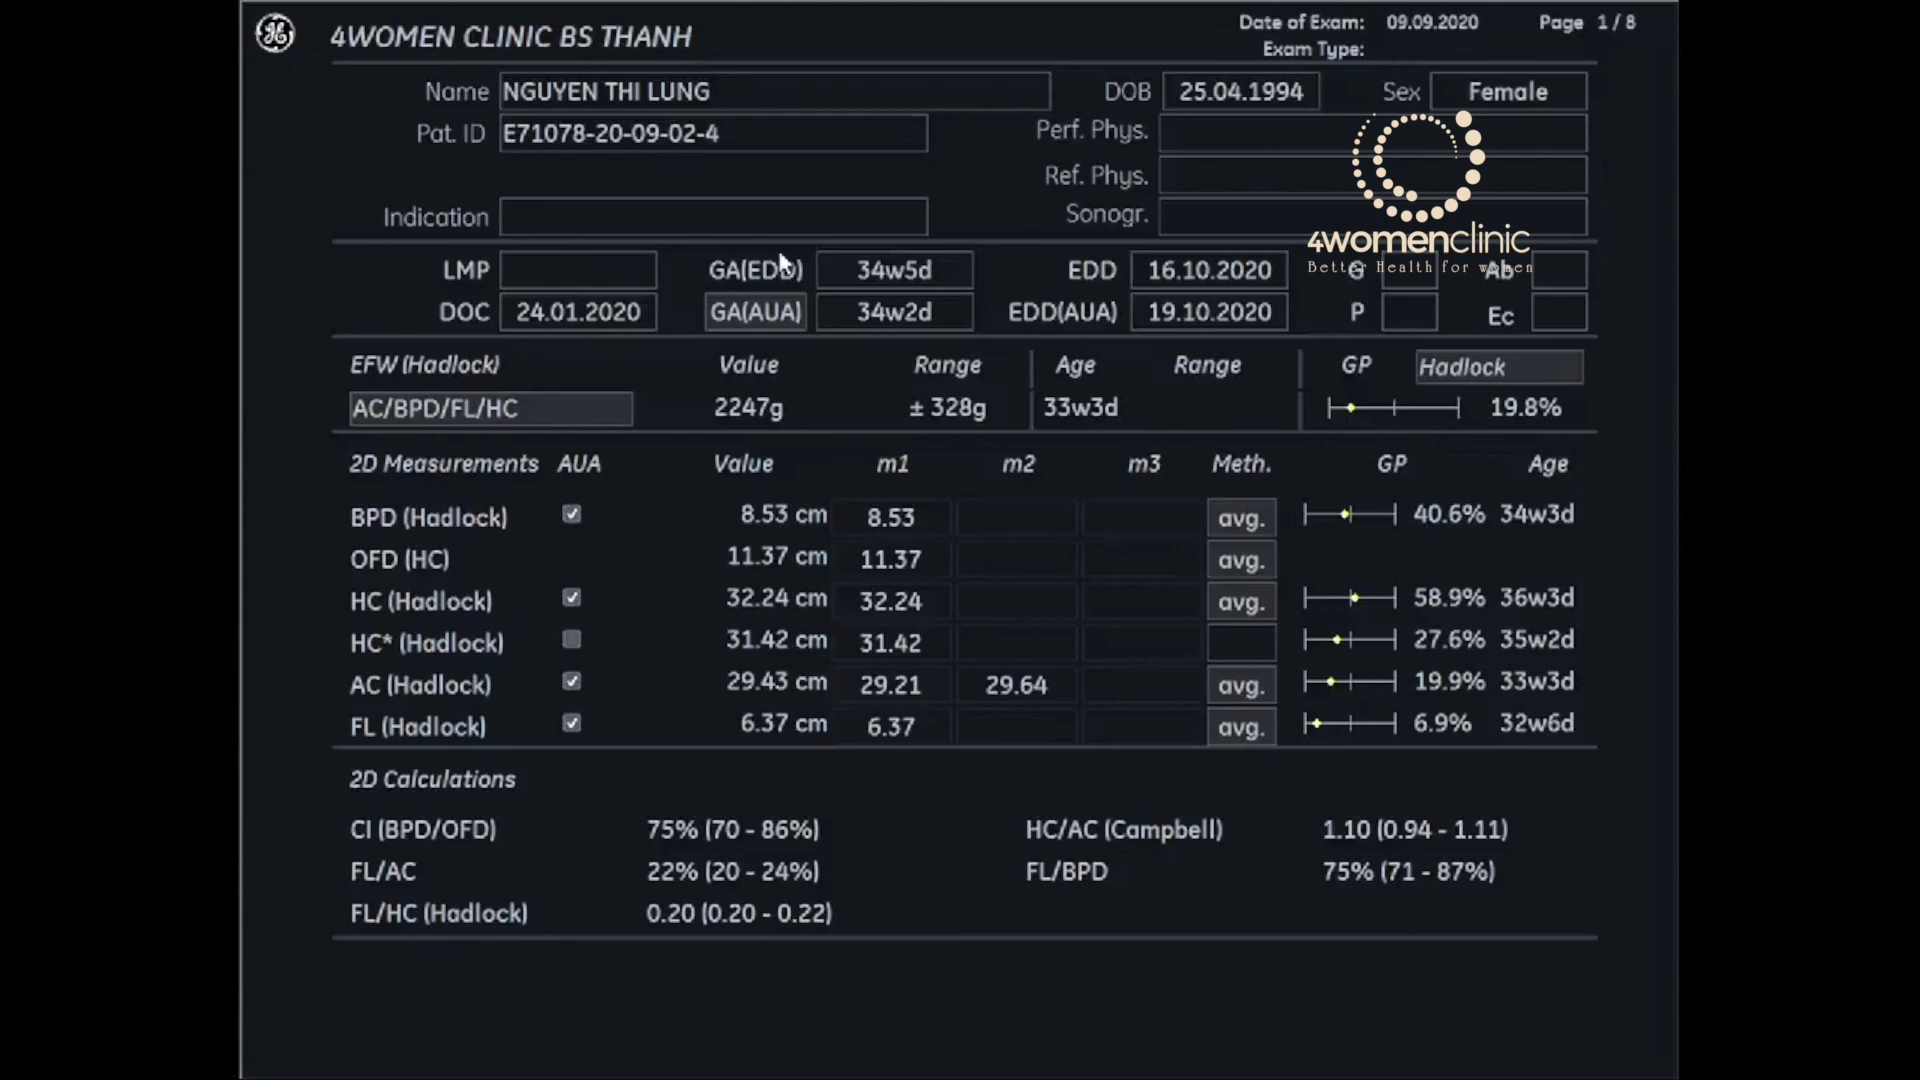 4WOMEN CLINIC BS THANH
Date of Exam: 09.09.2020 Page 1 / 8
Exam Type:
Name NGUYEN THI LUNG DOB 25.04.1994 Sex Female
Pat. ID E71078-20-09-02-4 Perf. Phys.
Ref. Phys.
Indication Sonogr.
4womenclinic
Better Health for women
LMP GA(EDD) 34w5d EDD 16.10.2020 G Ab
DOC 24.01.2020 GA(AUA) 34w2d EDD(AUA) 19.10.2020 P Ec
EFW (Hadlock) Value Range Age Range GP Hadlock
AC/BPD/FL/HC 2247g ± 328g 33w3d 19.8%
2D Measurements AUA Value m1 m2 m3 Meth. GP Age
BPD (Hadlock) 8.53 cm 8.53 avg. 40.6% 34w3d
OFD (HC) 11.37 cm 11.37 avg.
HC (Hadlock) 32.24 cm 32.24 avg. 58.9% 36w3d
HC* (Hadlock) 31.42 cm 31.42 27.6% 35w2d
AC (Hadlock) 29.43 cm 29.21 29.64 avg. 19.9% 33w3d
FL (Hadlock) 6.37 cm 6.37 avg. 6.9% 32w6d
2D Calculations
CI (BPD/OFD) 75% (70 - 86%) HC/AC (Campbell) 1.10 (0.94 - 1.11)
FL/AC 22% (20 - 24%) FL/BPD 75% (71 - 87%)
FL/HC (Hadlock) 0.20 (0.20 - 0.22)